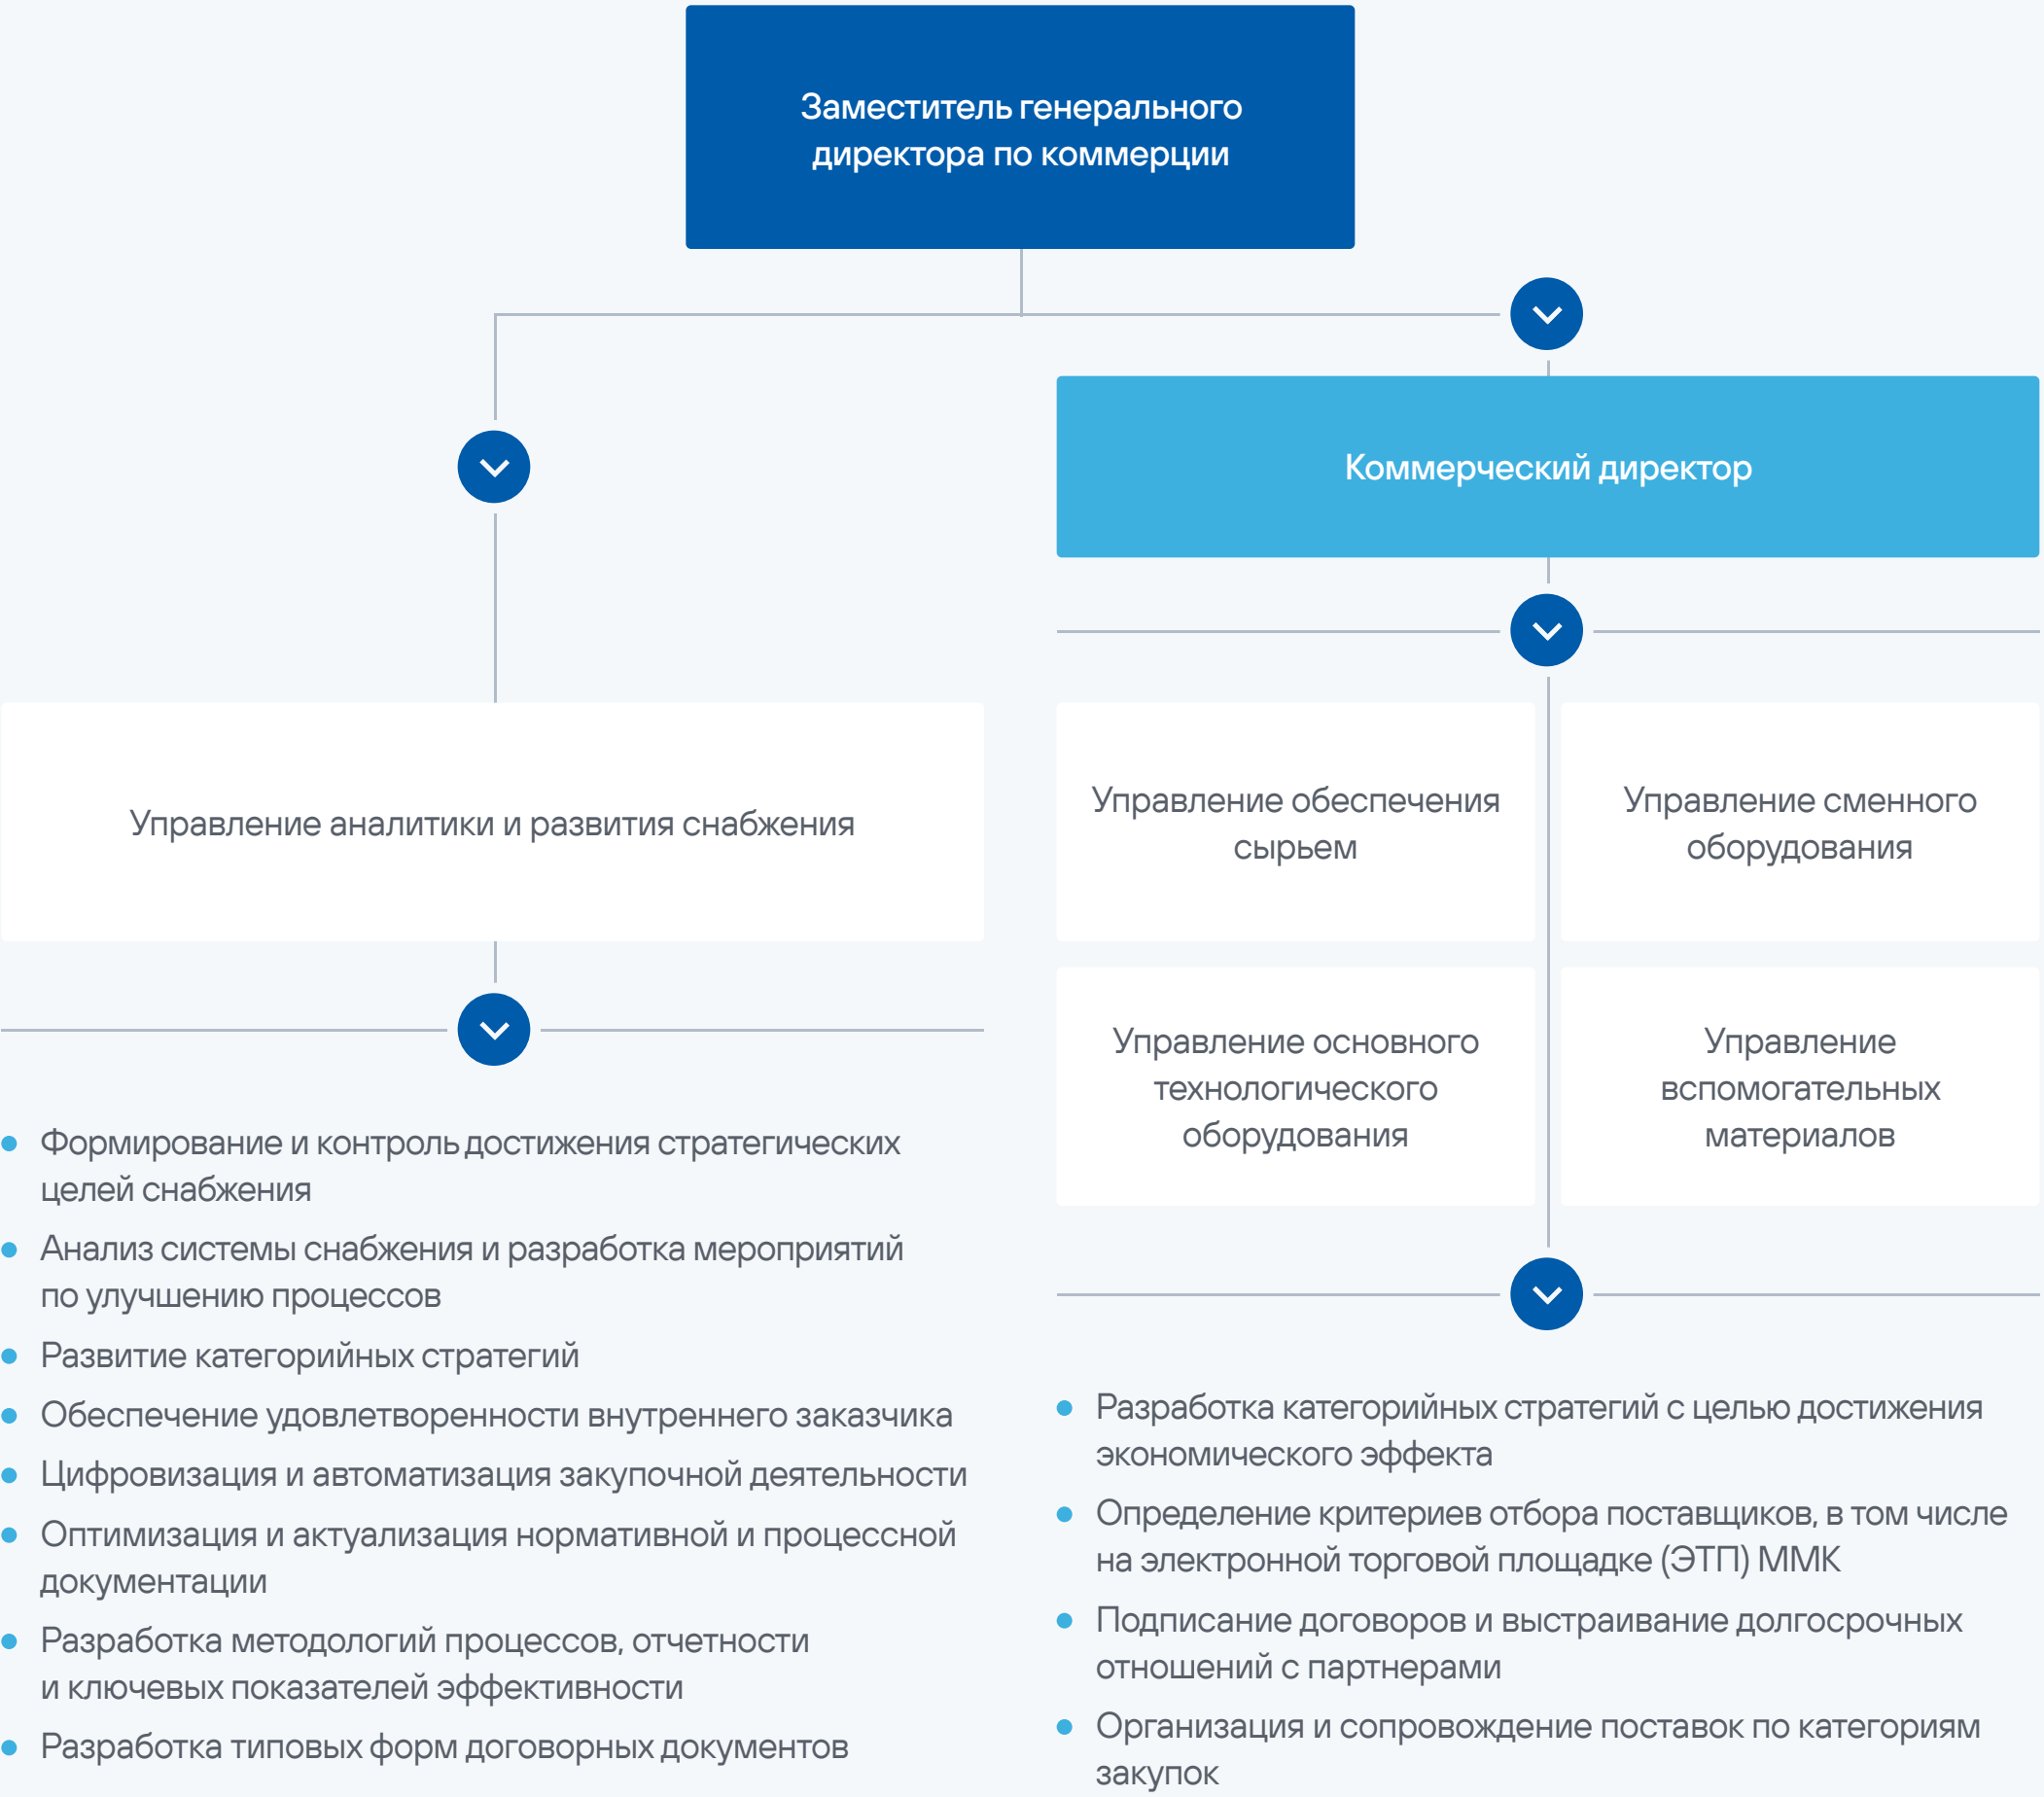 Заместитель генерального
директора по коммерции
Коммерческий директор
Управление аналитики и развития снабжения
Управление обеспечения
сырьем
Управление сменного
оборудования
Управление основного
технологического
оборудования
Управление
вспомогательных
материалов
Формирование и контроль достижения стратегических
целей снабжения
Анализ системы снабжения и разработка мероприятий
по улучшению процессов
Развитие категорийных стратегий
Обеспечение удовлетворенности внутреннего заказчика
Цифровизация и автоматизация закупочной деятельности
Оптимизация и актуализация нормативной и процессной
документации
Разработка методологий процессов, отчетности
и ключевых показателей эффективности
Разработка типовых форм договорных документов
Разработка категорийных стратегий с целью достижения
экономического эффекта
Определение критериев отбора поставщиков, в том числе
на электронной торговой площадке (ЭТП) ММК
Подписание договоров и выстраивание долгосрочных
отношений с партнерами
Организация и сопровождение поставок по категориям
закупок